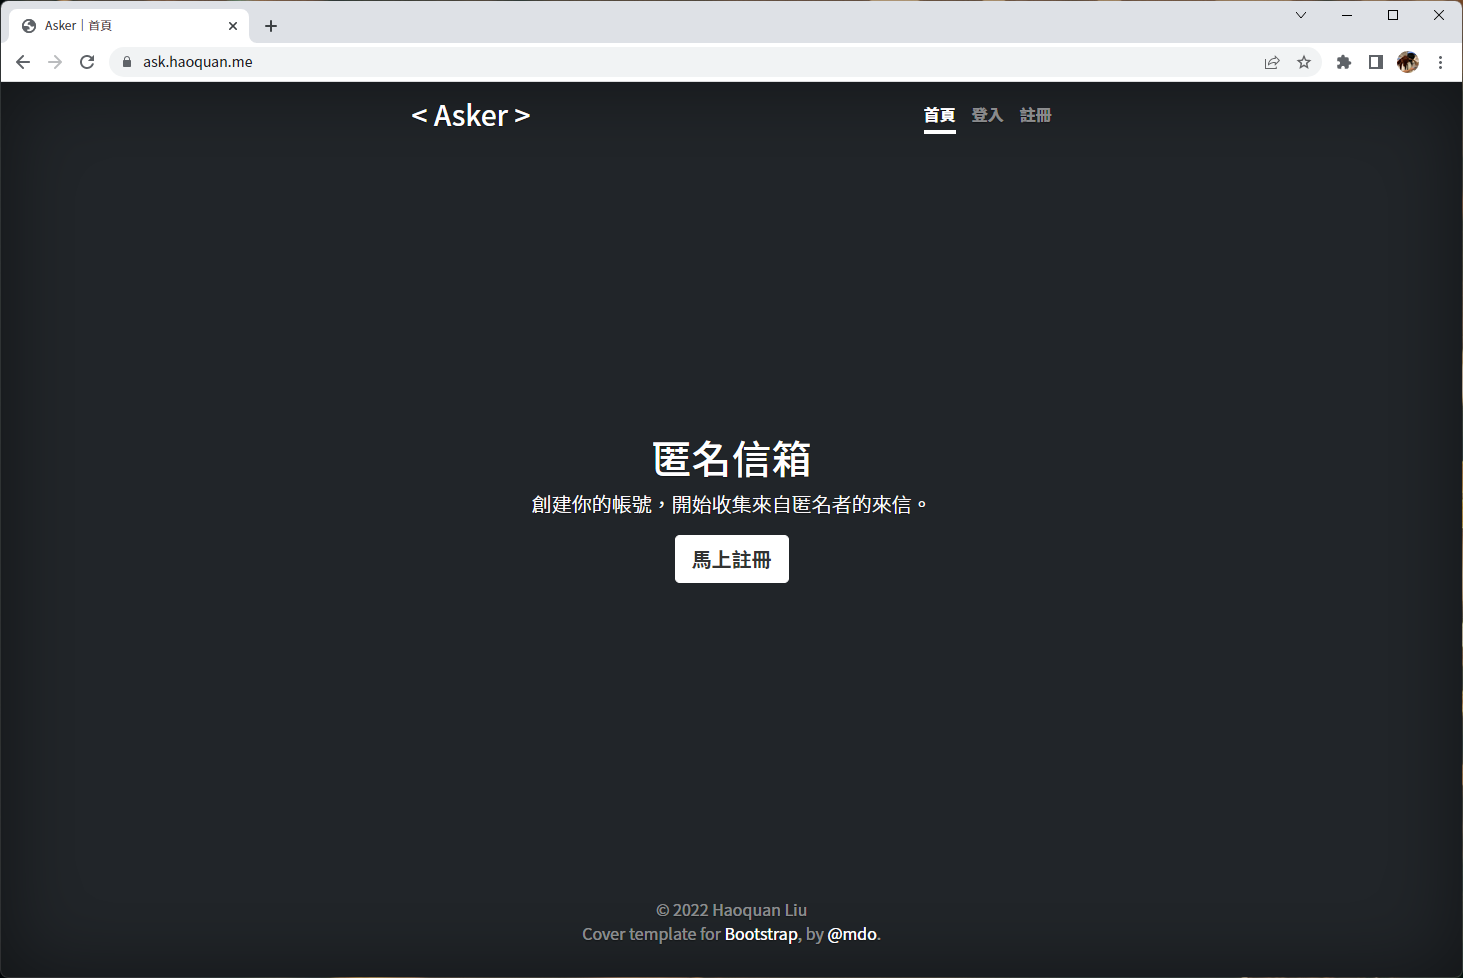 Asker｜首頁
ask.haoquan.me
< Asker >
首頁 登入 註冊
匿名信箱
創建你的帳號，開始收集來自匿名者的來信。
馬上註冊
© 2022 Haoquan Liu
Cover template for Bootstrap, by @mdo.